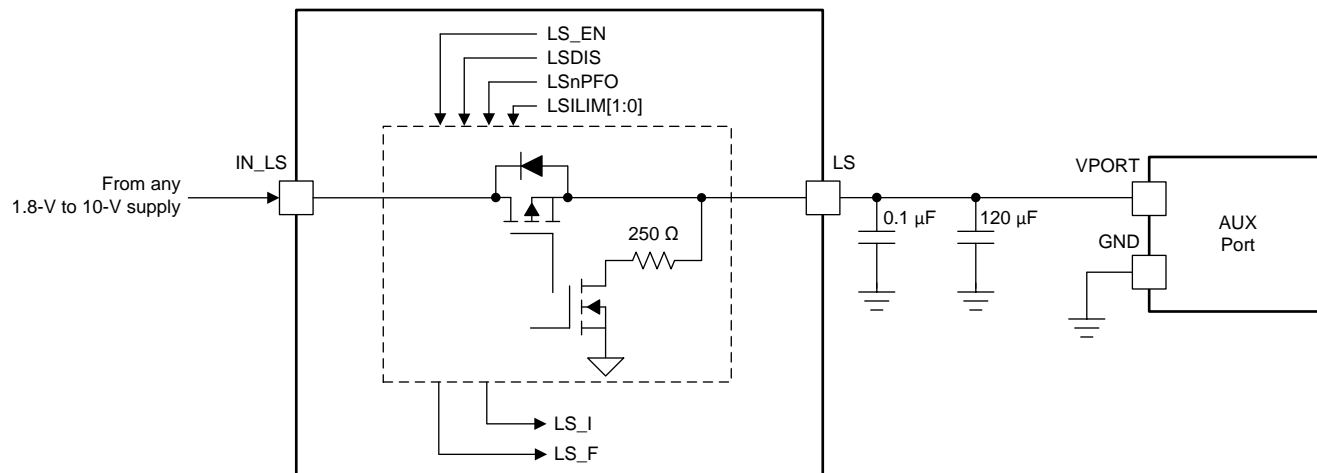 LS_EN
LSDIS
LSnPFO
LSILIM[1:0]
IN_LS
LS
VPORT
From any
1.8-V to 10-V supply
0.1 µF
120 µF
AUX
Port
250 Ω
GND
LS_I
LS_F